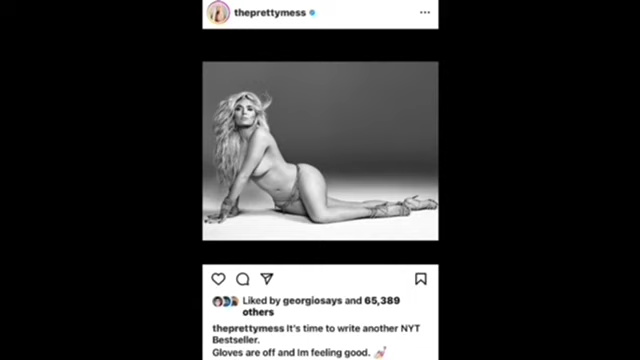 theprettymess
Liked by georgiosays and 65,389
others
theprettymess It's time to write another NYT
Bestseller.
Gloves are off and Im feeling good. 💅🏻